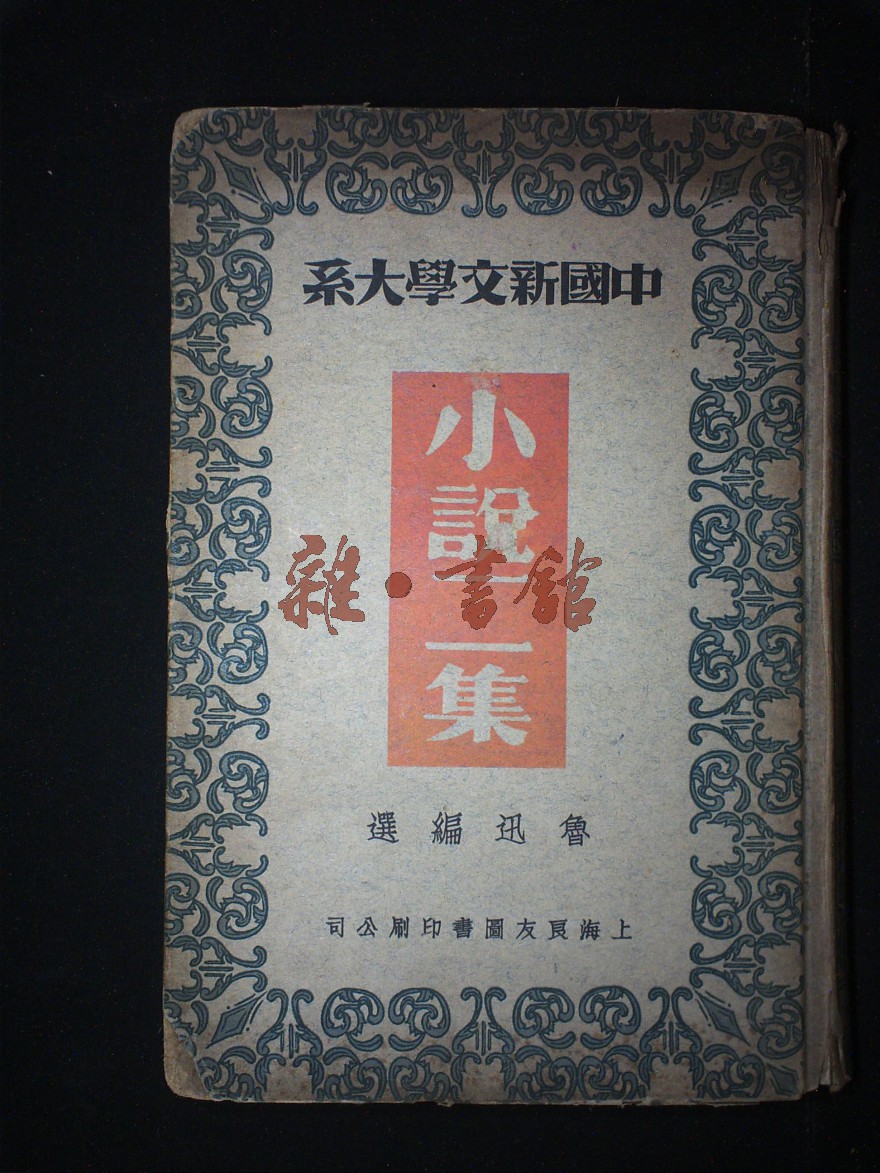 中國新文學大系
小說二集
雜·書館
魯迅編選
上海良友圖書印刷公司